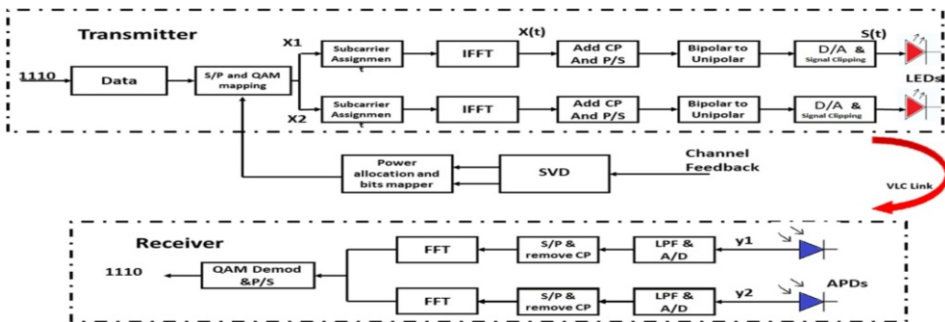 Transmitter
1110
Data
S/P and QAM
mapping
X1
X2
Subcarrier
Assignmen
t
IFFT
X(t)
Add CP
And P/S
Bipolar to
Unipolar
S(t)
D/A &
Signal Clipping
LEDs
Subcarrier
Assignmen
t
IFFT
Add CP
And P/S
Bipolar to
Unipolar
D/A &
Signal Clipping
Power
allocation and
bits mapper
SVD
Channel
Feedback
VLC Link
Receiver
1110
QAM Demod
&P/S
FFT
S/P &
remove CP
LPF &
A/D
y1
FFT
S/P &
remove CP
LPF &
A/D
y2
APDs